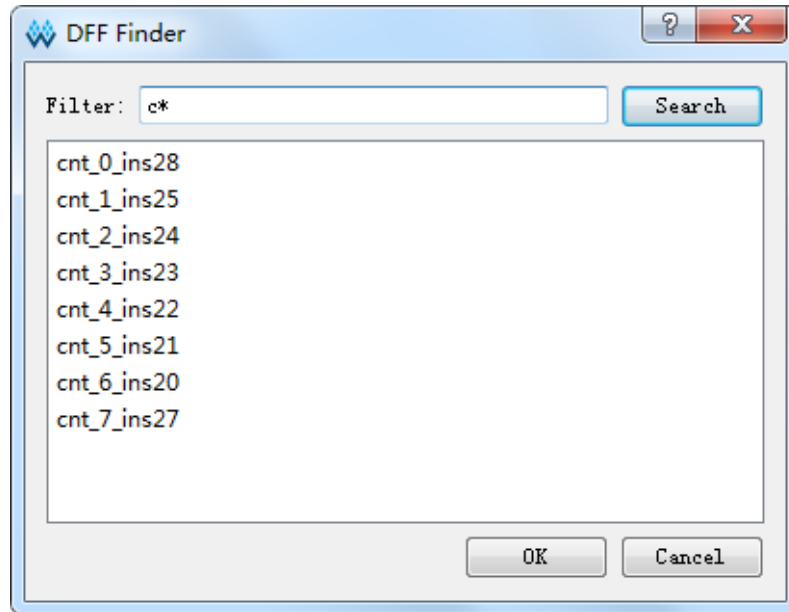 DFF Finder
Filter: c* Search
cnt_0_ins28
cnt_1_ins25
cnt_2_ins24
cnt_3_ins23
cnt_4_ins22
cnt_5_ins21
cnt_6_ins20
cnt_7_ins27
OK Cancel